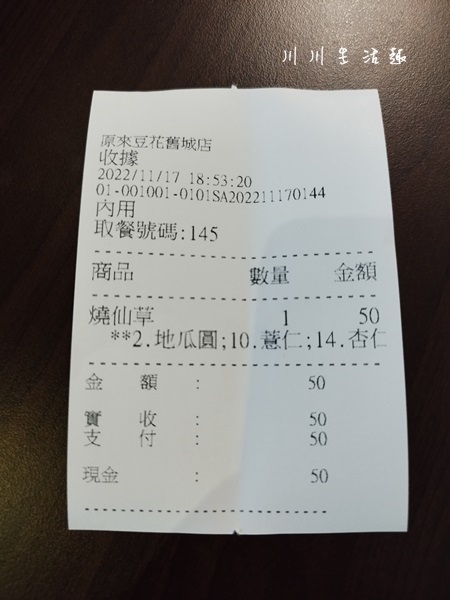 川川生活趣
原來豆花舊城店
收據
2022/11/17 18:53:20
01-001001-0101SA202211170144
內用
取餐號碼:145
商品 數量 金額
燒仙草 1 50
**2.地瓜圓;10.薏仁;14.杏仁
金 額 : 50
實 收 : 50
支 付 : 50
現金 : 50